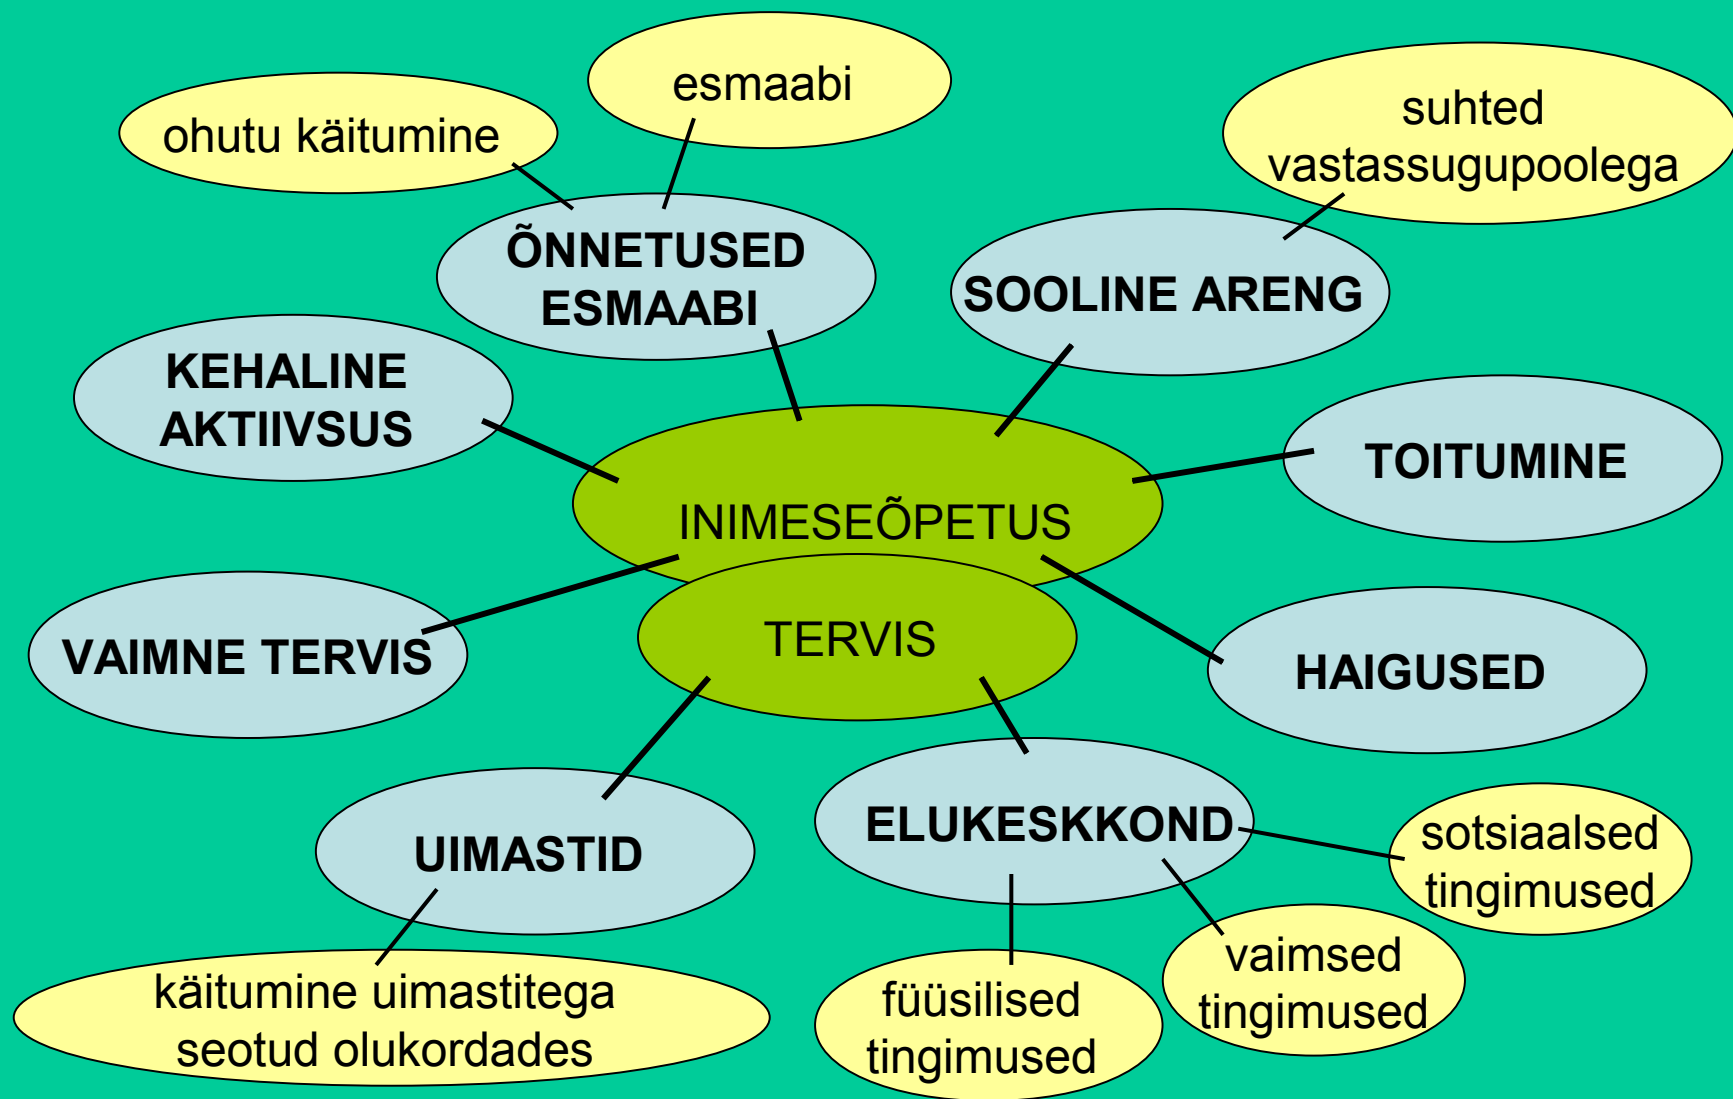 esmaabi
ohutu käitumine
suhted
vastassugupoolega
ÕNNETUSED
ESMAABI
SOOLINE ARENG
KEHALINE
AKTIIVSUS
TOITUMINE
INIMESEÕPETUS
TERVIS
VAIMNE TERVIS
HAIGUSED
UIMASTID
ELUKESKKOND
sotsiaalsed
tingimused
vaimsed
tingimused
füüsilised
tingimused
käitumine uimastitega
seotud olukordades